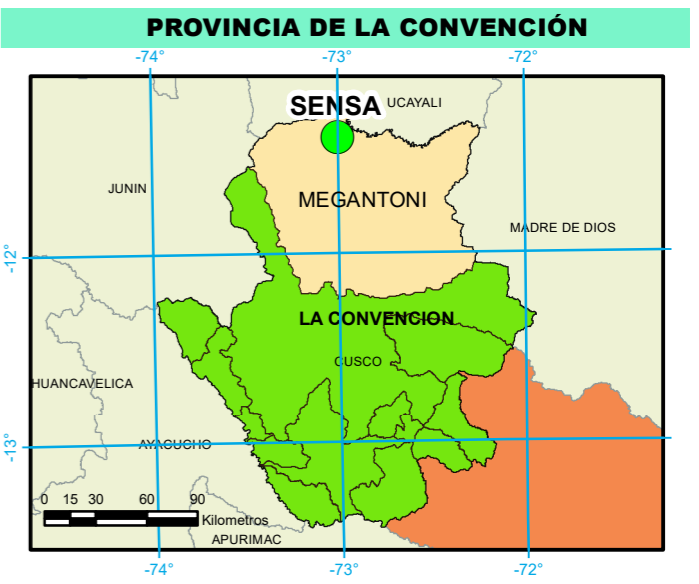 PROVINCIA DE LA CONVENCIÓN
-74° -73° -72°
SENSA
UCAYALI
JUNIN
MEGANTONI
MADRE DE DIOS
-12°
LA CONVENCION
CUSCO
HUANCAVELICA
AYACUCHO
-13°
0 15 30 60 90
Kilometros
APURIMAC
-74° -73° -72°